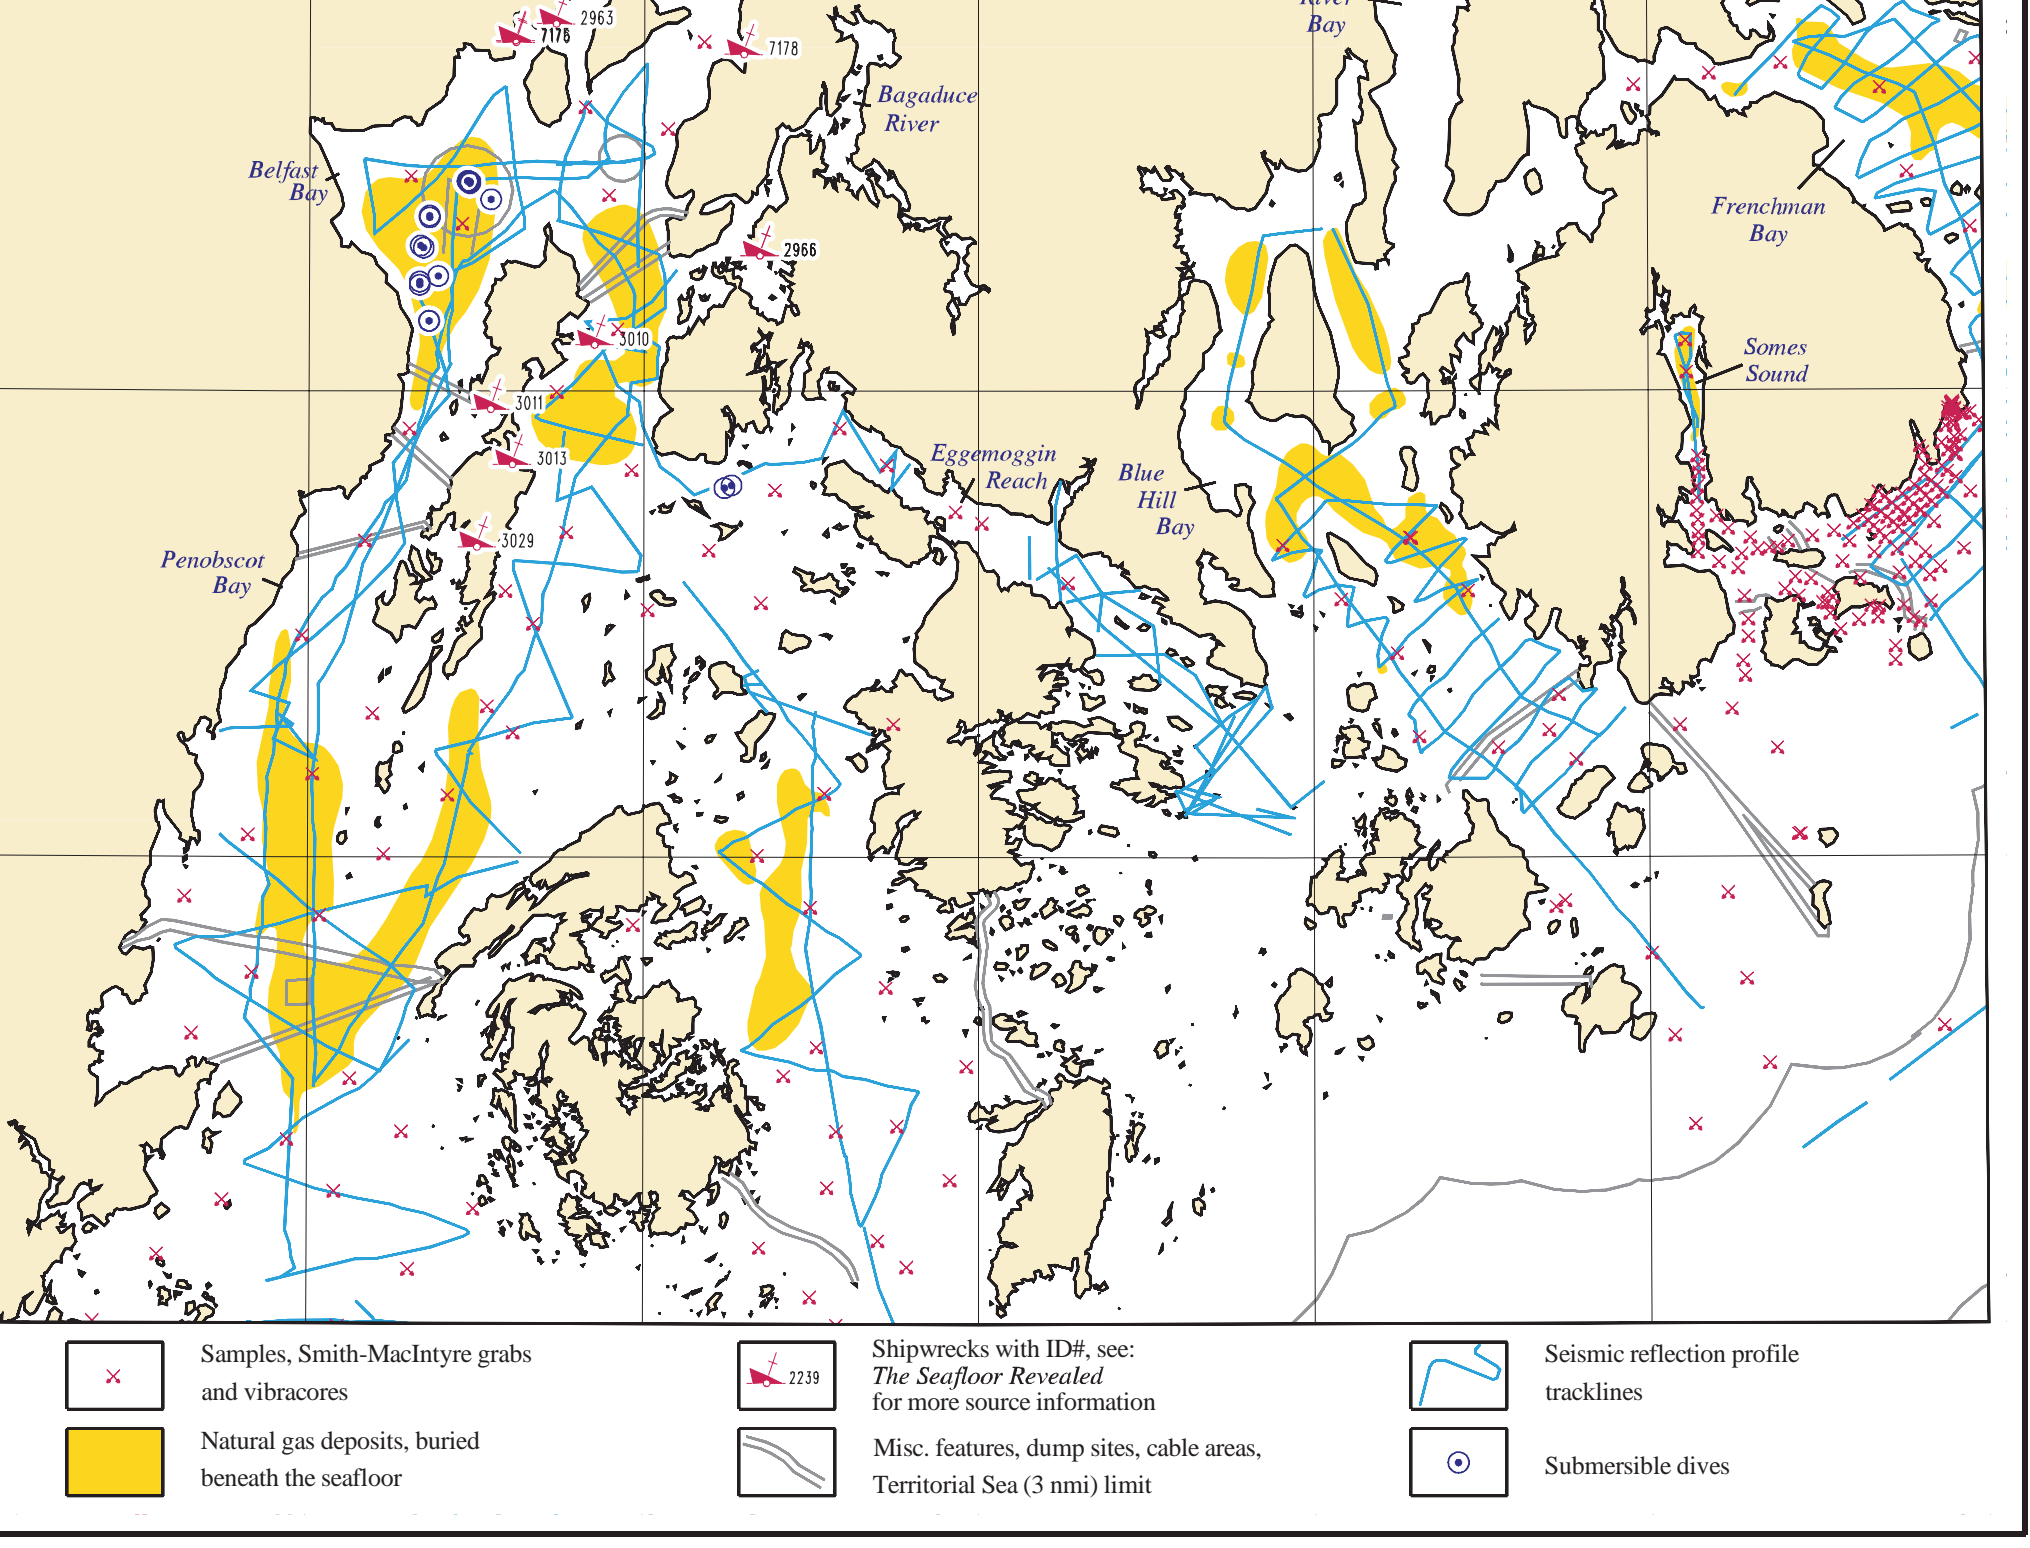 2963
7176
7178
River
Bay
Bagaduce
River
Belfast
Bay
Frenchman
Bay
2966
3010
Somes
Sound
3011
3013
Eggemoggin
Reach
Blue
Hill
Bay
3029
Penobscot
Bay
Samples, Smith-MacIntyre grabs
and vibracores
Natural gas deposits, buried
beneath the seafloor
2239
Shipwrecks with ID#, see:
The Seafloor Revealed
for more source information
Misc. features, dump sites, cable areas,
Territorial Sea (3 nmi) limit
Seismic reflection profile
tracklines
Submersible dives